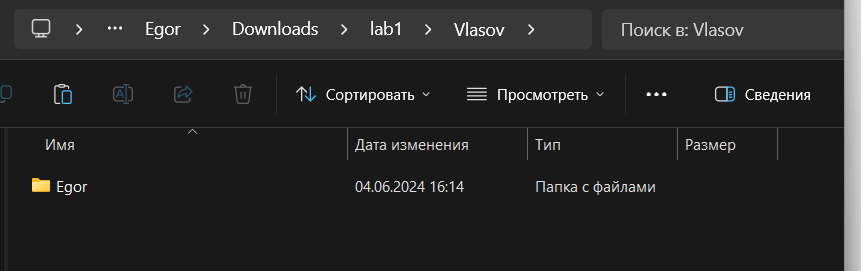 ··· Egor > Downloads > lab1 > Vlasov > Поиск в: Vlasov
Сортировать Просмотреть ··· Сведения
Имя Дата изменения Тип Размер
Egor 04.06.2024 16:14 Папка с файлами